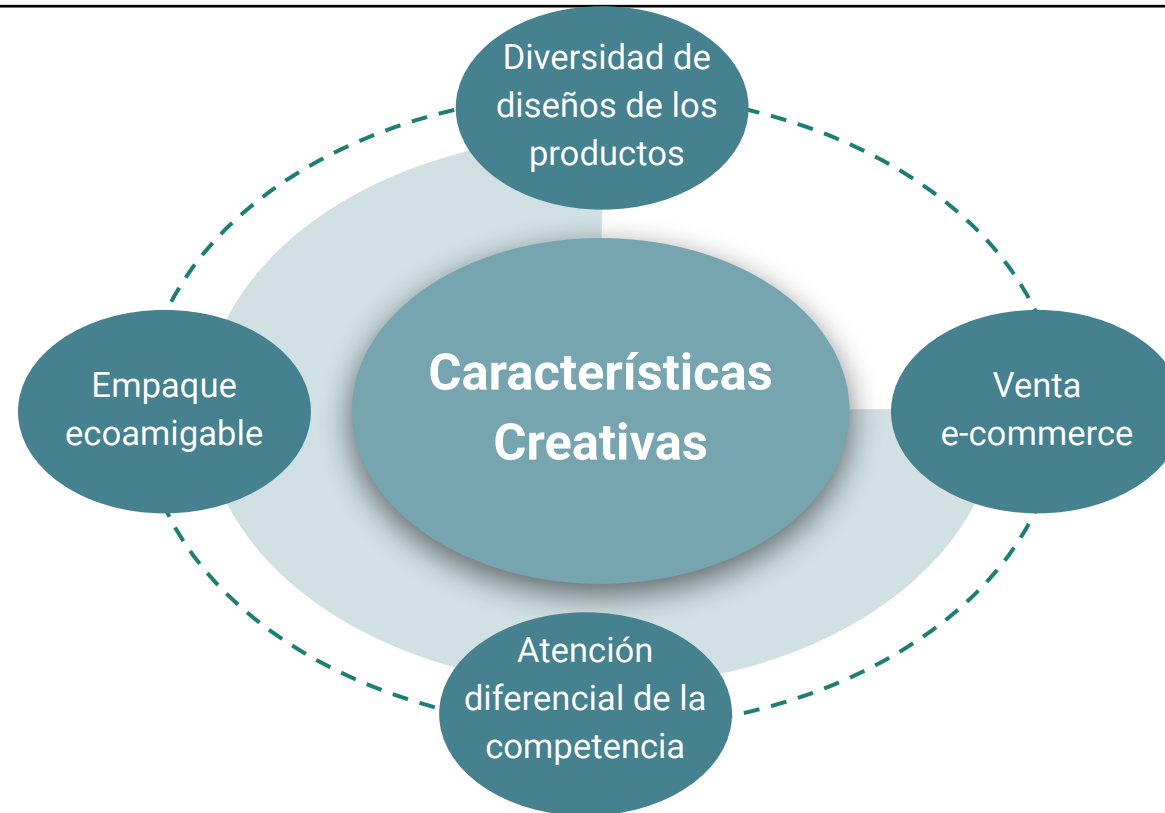 Diversidad de
diseños de los
productos
Características
Creativas
Empaque
ecoamigable
Venta
e-commerce
Atención
diferencial de la
competencia